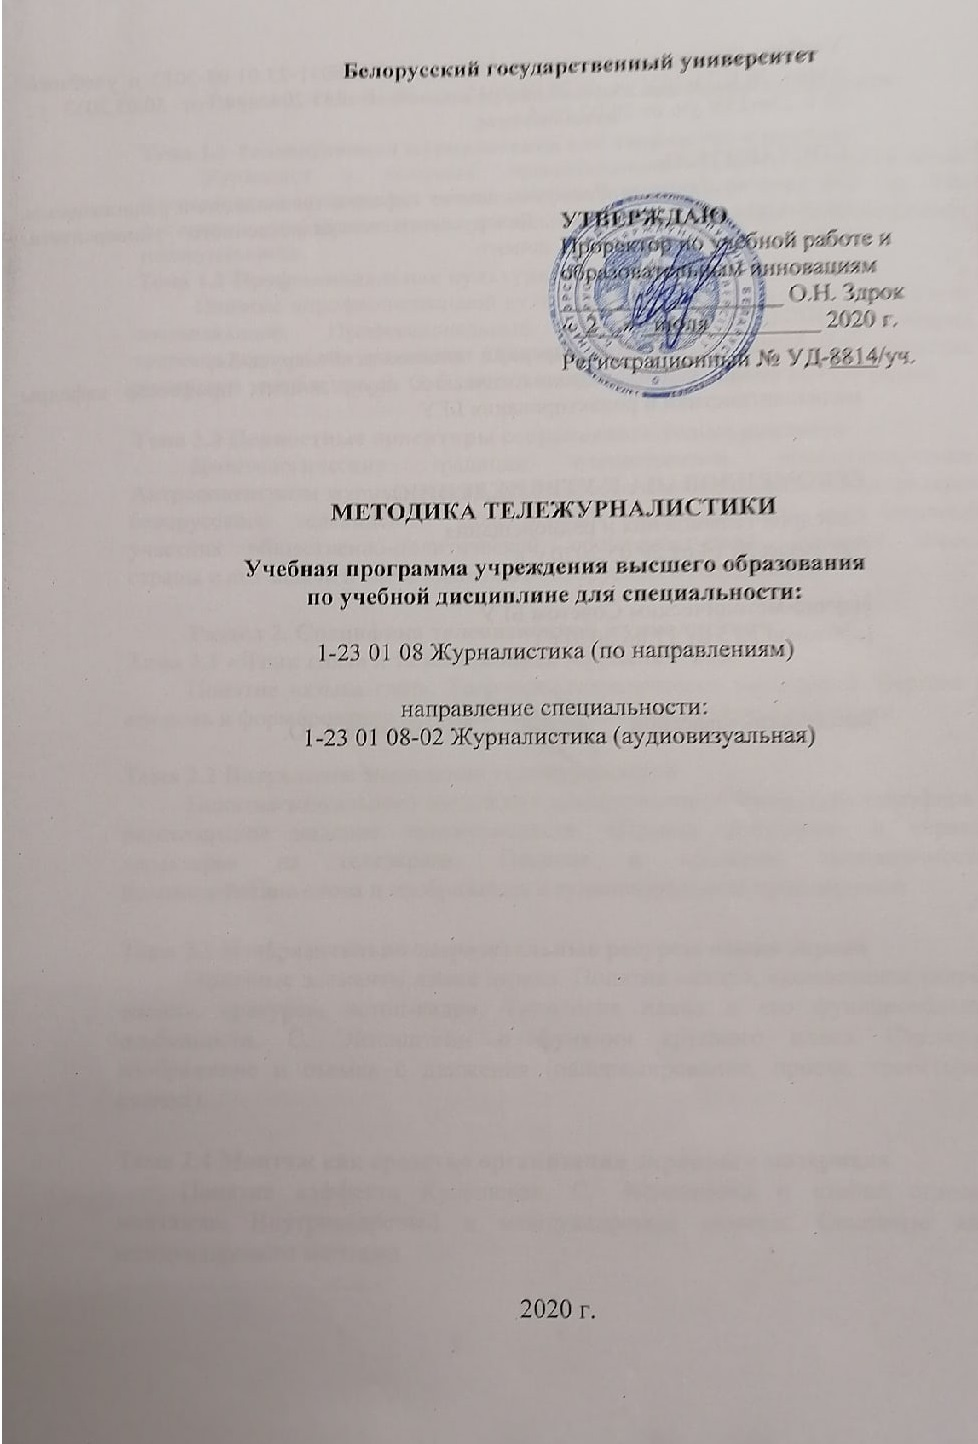 Белорусский государственный университет
УТВЕРЖДАЮ
Проректор по учебной работе и
образовательным инновациям
О.Н. Здрок
« 2 » июля 2020 г.
Регистрационный № УД-8814/уч.
МЕТОДИКА ТЕЛЕЖУРНАЛИСТИКИ
Учебная программа учреждения высшего образования
по учебной дисциплине для специальности:
1-23 01 08 Журналистика (по направлениям)
направление специальности:
1-23 01 08-02 Журналистика (аудиовизуальная)
2020 г.